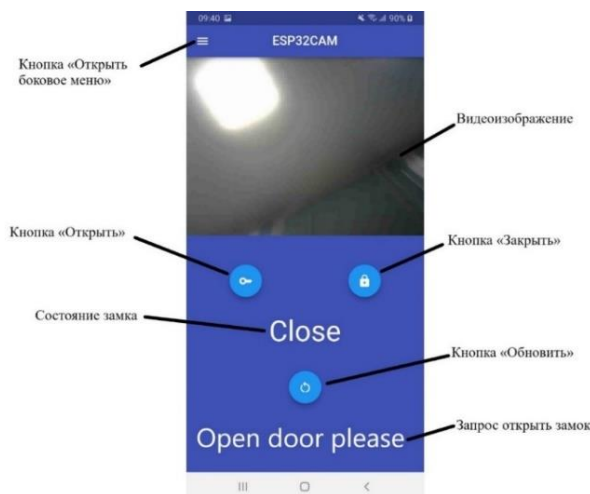 09:40
90%
ESP32CAM
Кнопка «Открыть
боковое меню»
Видеоизображение
Кнопка «Открыть»
Кнопка «Закрыть»
Состояние замка
Close
Кнопка «Обновить»
Open door please
Запрос открыть замок